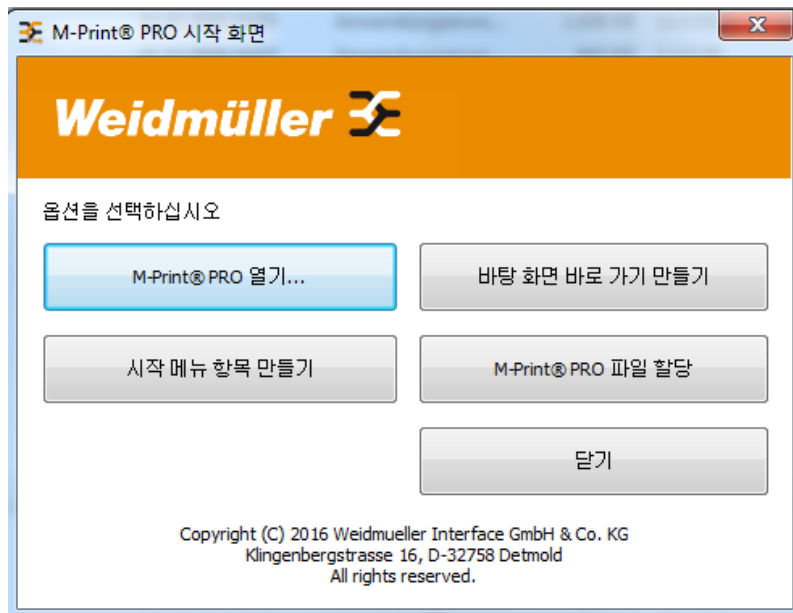 M-Print® PRO 시작 화면
Weidmüller
옵션을 선택하십시오
M-Print® PRO 열기...
바탕 화면 바로 가기 만들기
시작 메뉴 항목 만들기
M-Print® PRO 파일 할당
닫기
Copyright (C) 2016 Weidmueller Interface GmbH & Co. KG
Klingenbergstrasse 16, D-32758 Detmold
All rights reserved.